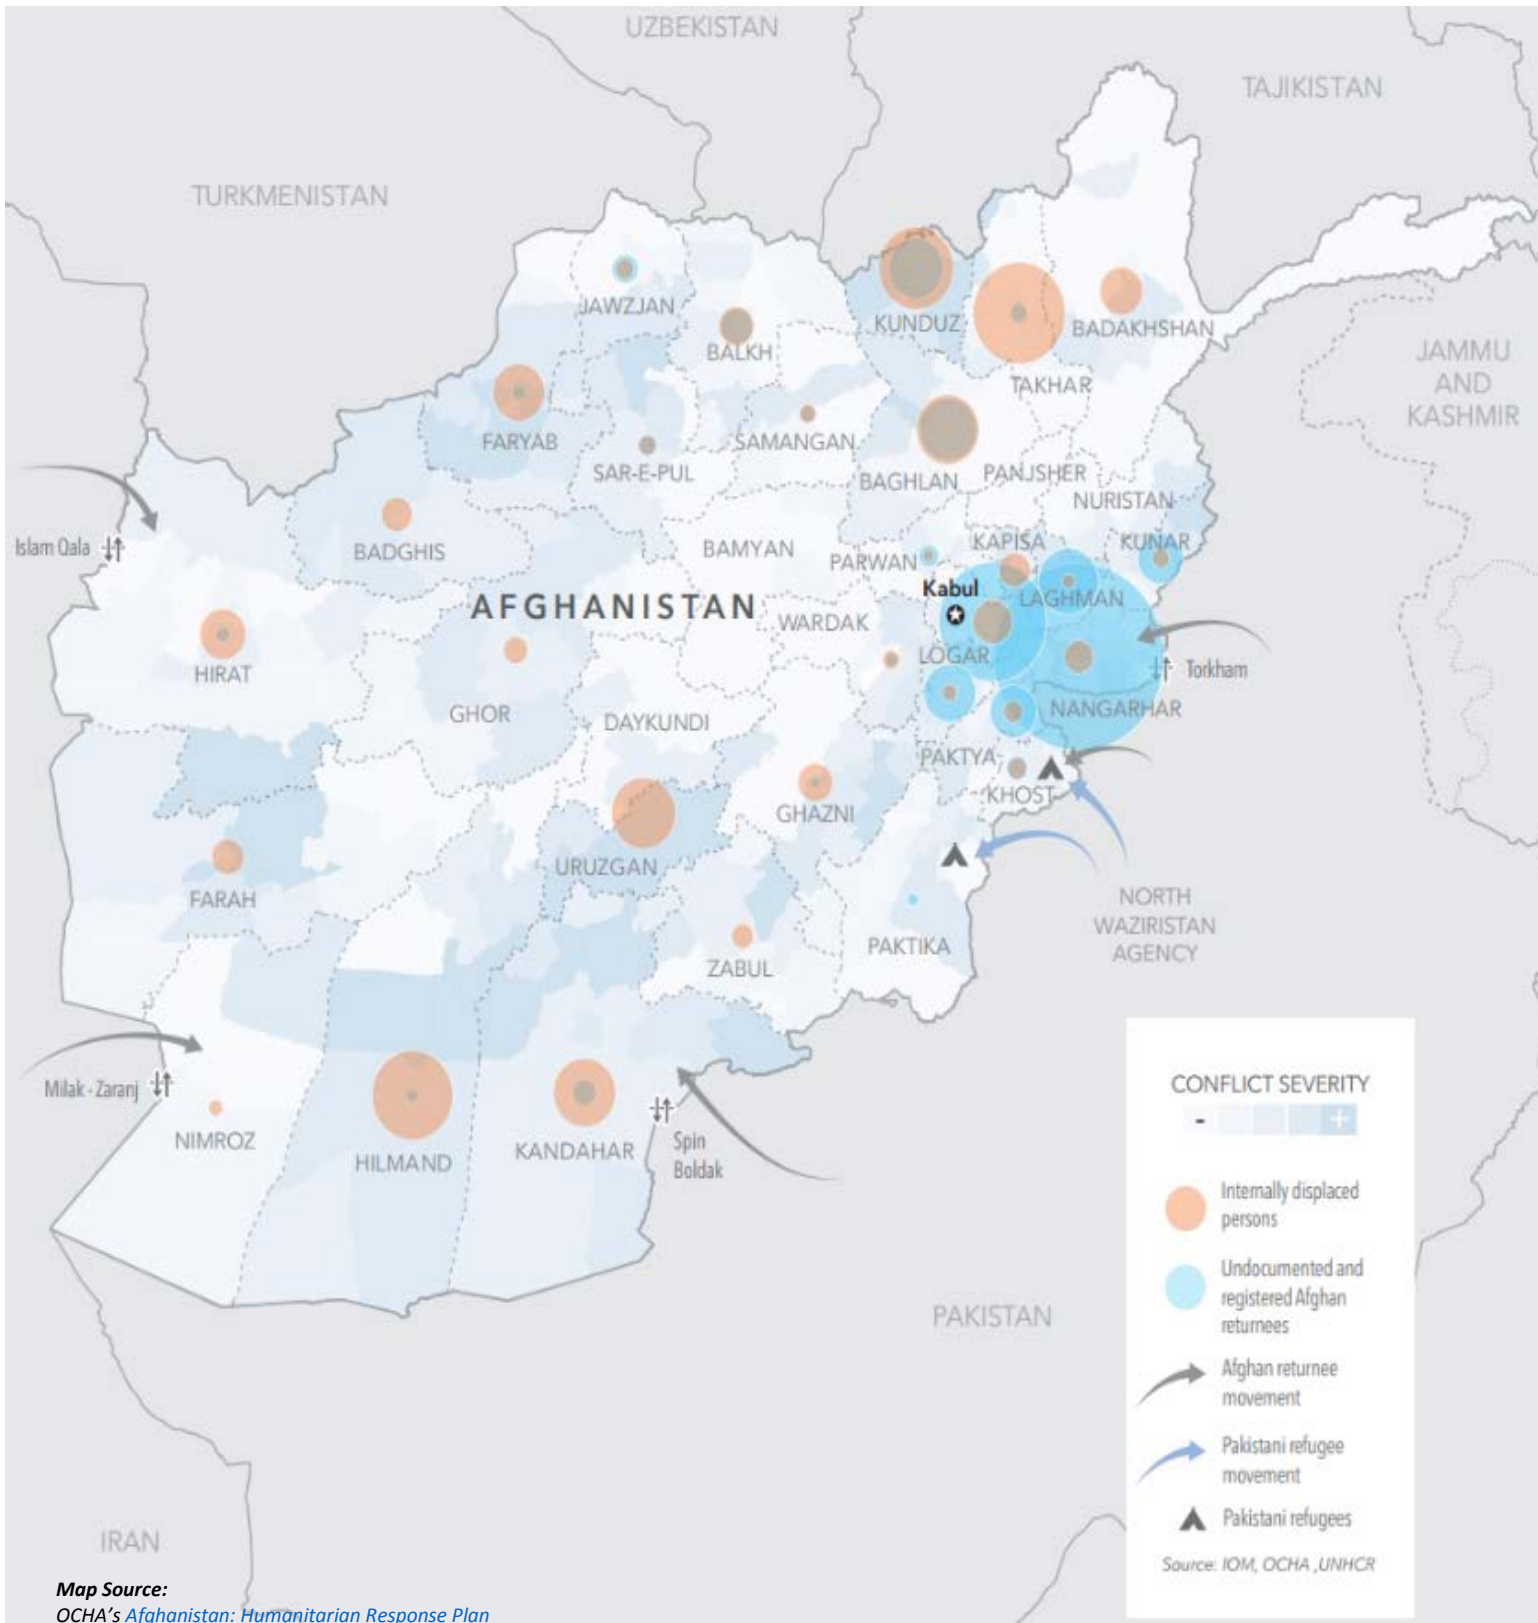 UZBEKISTAN
TAJIKISTAN
TURKMENISTAN
JAWZJAN
KUNDUZ
BADAKHSHAN
BALKH
JAMMU
AND
KASHMIR
TAKHAR
FARYAB
SAMANGAN
SAR-E-PUL
BAGHLAN
PANJSHER
NURISTAN
Islam Qala
BADGHIS
BAMYAN
PARWAN
KAPISA
KUNAR
Kabul
LAGHMAN
AFGHANISTAN
WARDAK
LOGAR
HIRAT
Torkham
GHOR
DAYKUNDI
NANGARHAR
PAKTYA
KHOST
GHAZNI
URUZGAN
FARAH
NORTH
WAZIRISTAN
AGENCY
PAKTIKA
ZABUL
Milak - Zaranj
NIMROZ
HILMAND
KANDAHAR
Spin
Boldak
PAKISTAN
IRAN
CONFLICT SEVERITY
- +
Internally displaced
persons
Undocumented and
registered Afghan
returnees
Afghan returnee
movement
Pakistani refugee
movement
Pakistani refugees
Source: IOM, OCHA ,UNHCR
Map Source:
OCHA's Afghanistan: Humanitarian Response Plan